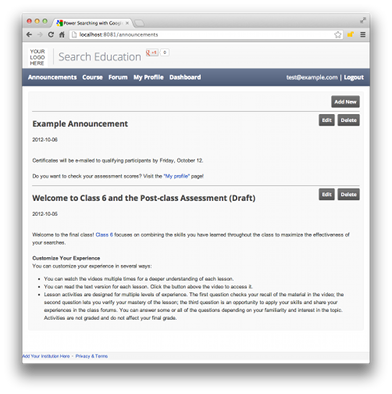 Power Searching with Goog
localhost:8081/announcements
YOUR
LOGO
HERE
Search Education
+1
0
Announcements Course Forum My Profile Dashboard
test@example.com | Logout
Add New
Example Announcement
Edit Delete
2012-10-06
Certificates will be e-mailed to qualifying participants by Friday, October 12.
Do you want to check your assessment scores? Visit the "My profile" page!
Welcome to Class 6 and the Post-class Assessment (Draft)
Edit Delete
2012-10-05
Welcome to the final class! Class 6 focuses on combining the skills you have learned throughout the class to maximize the effectiveness of
your searches.
Customize Your Experience
You can customize your experience in several ways:
• You can watch the videos multiple times for a deeper understanding of each lesson.
• You can read the text version for each lesson. Click the button above the video to access it.
• Lesson activities are designed for multiple levels of experience. The first question checks your recall of the material in the video; the
second question lets you verify your mastery of the lesson; the third question is an opportunity to apply your skills and share your
experiences in the class forums. You can answer some or all of the questions depending on your familiarity and interest in the topic.
Activities are not graded and do not affect your final grade.
Add Your Institution Here - Privacy & Terms